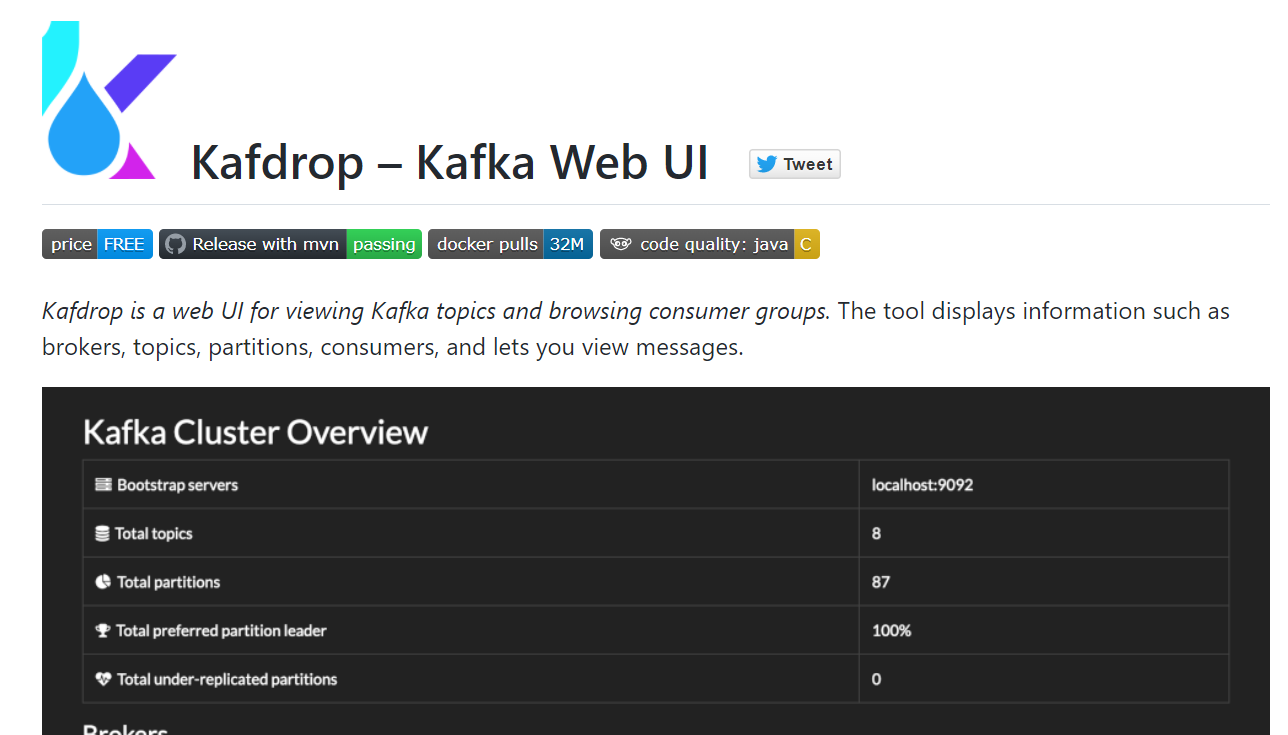 Kafdrop – Kafka Web UI Tweet
price FREE Release with mvn passing docker pulls 32M code quality: java C
Kafdrop is a web UI for viewing Kafka topics and browsing consumer groups. The tool displays information such as
brokers, topics, partitions, consumers, and lets you view messages.
Kafka Cluster Overview
Bootstrap servers localhost:9092
Total topics 8
Total partitions 87
Total preferred partition leader 100%
Total under-replicated partitions 0
Brokers